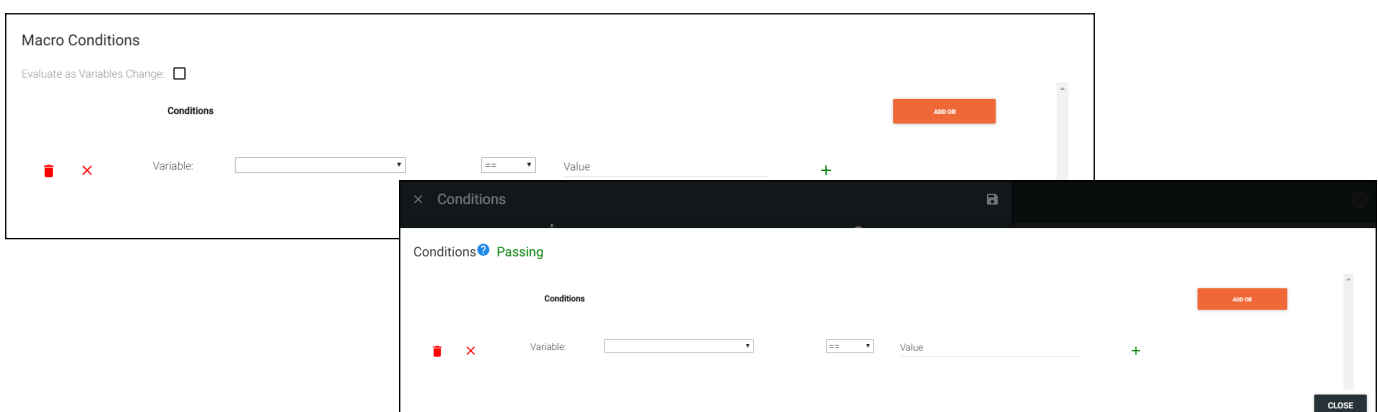 Macro Conditions
Evaluate as Variables Change:
Conditions
ADD OR
Variable:
==
Value
Conditions
Conditions
Passing
Conditions
ADD OR
Variable:
==
Value
CLOSE